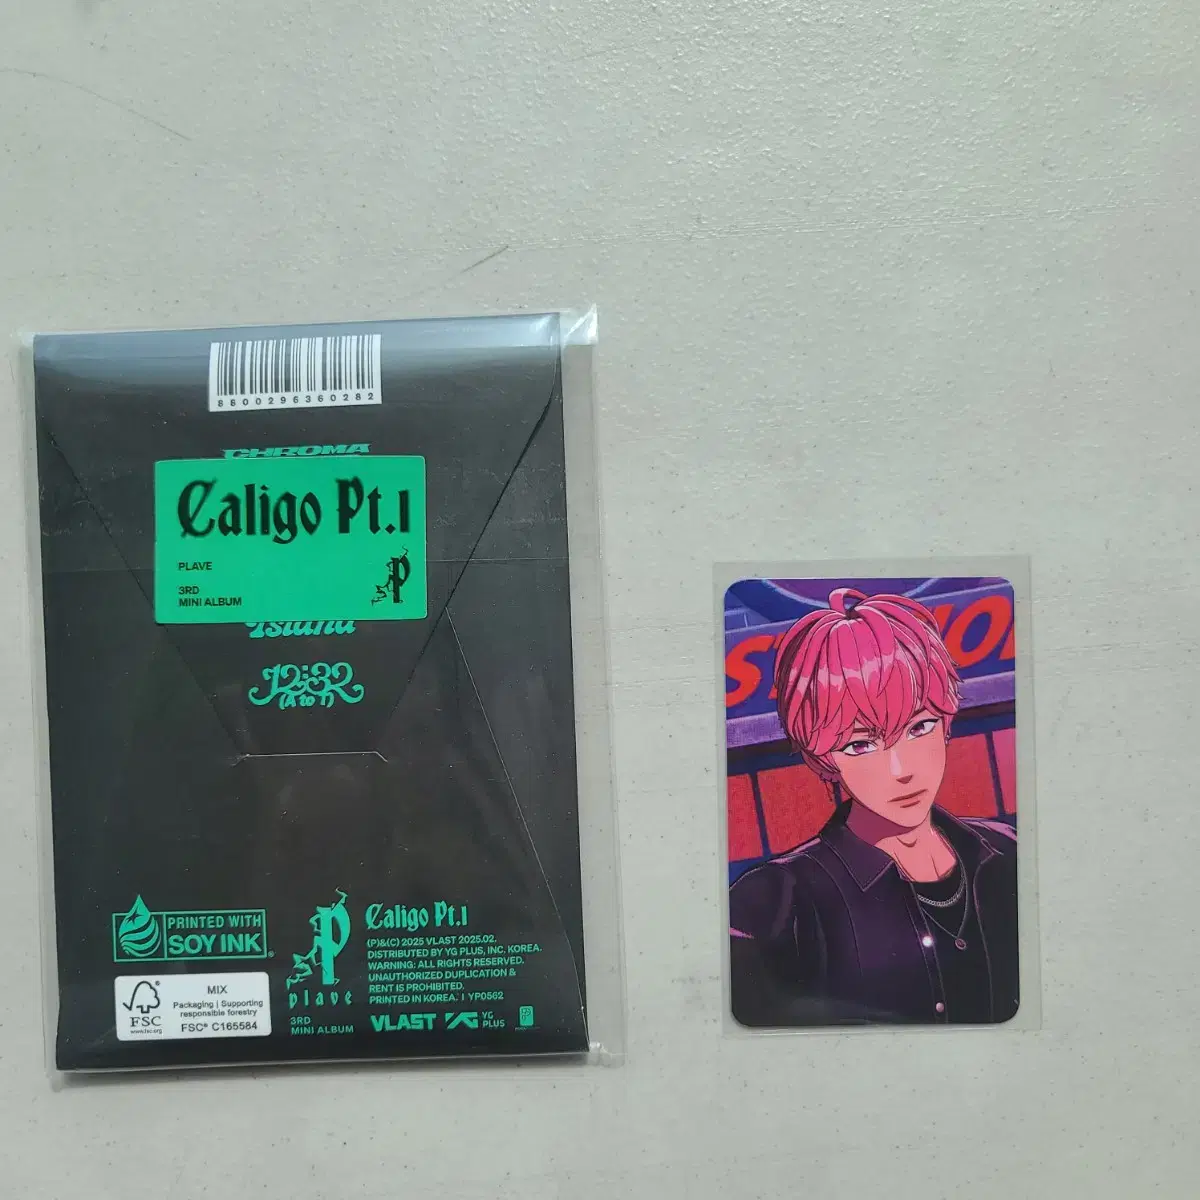 8800296360282
CHROMA
Caligo Pt.1
PLAVE
3RD
MINI ALBUM
Island
12:32
(A to T)
PRINTED WITH
SOY INK
®
MIX
Packaging | Supporting
responsible forestry
FSC® C165584
FSC
www.fsc.org
plave
3RD
MINI ALBUM
Caligo Pt.1
(P)&(C) 2025 VLAST 2025.02.
DISTRIBUTED BY YG PLUS, INC. KOREA.
WARNING: ALL RIGHTS RESERVED.
UNAUTHORIZED DUPLICATION &
RENT IS PROHIBITED.
PRINTED IN KOREA. I YP0562
VLAST YG
PLUS